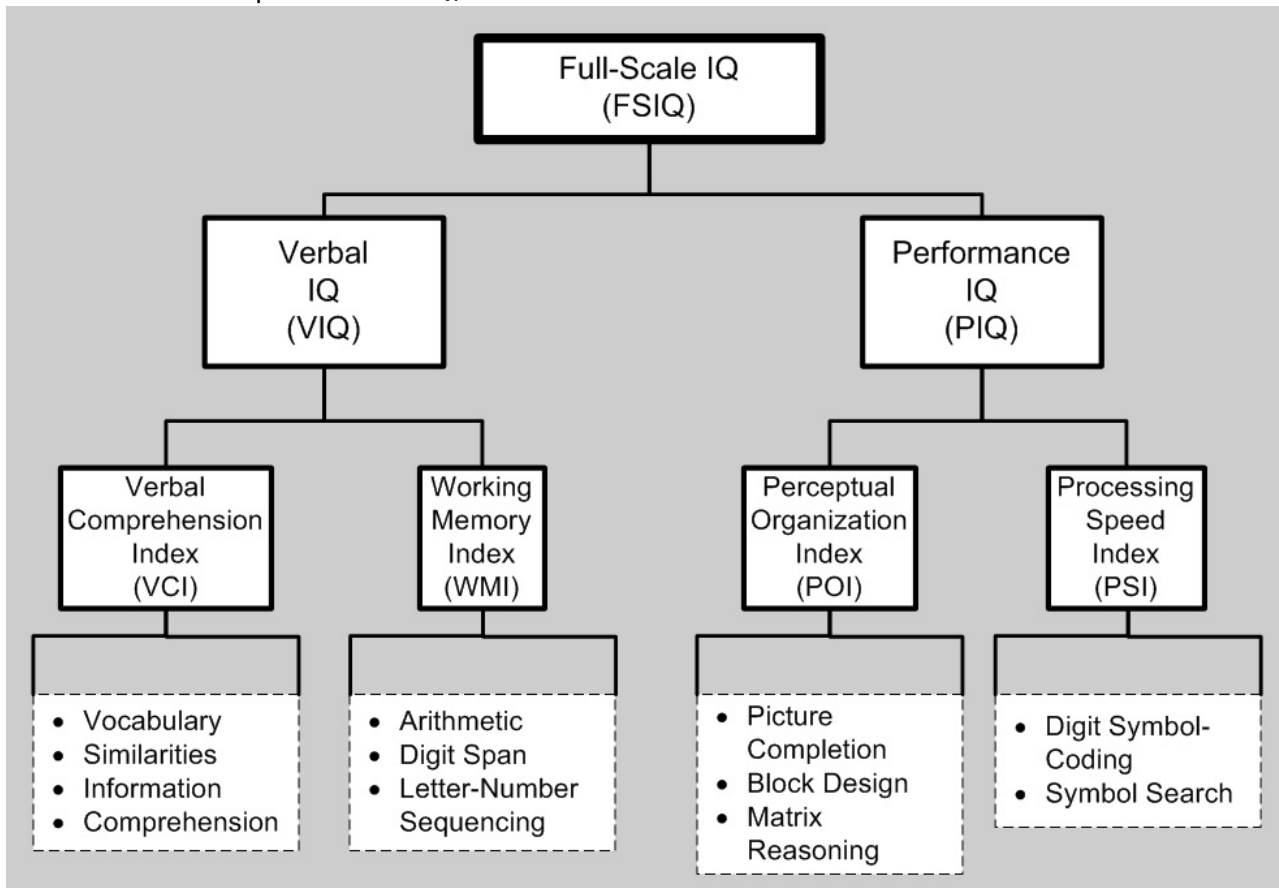 Full-Scale IQ
(FSIQ)
Verbal
IQ
(VIQ)
Performance
IQ
(PIQ)
Verbal
Comprehension
Index
(VCI)
Working
Memory
Index
(WMI)
Perceptual
Organization
Index
(POI)
Processing
Speed
Index
(PSI)
• Vocabulary
• Similarities
• Information
• Comprehension
• Arithmetic
• Digit Span
• Letter-Number
Sequencing
• Picture
Completion
• Block Design
• Matrix
Reasoning
• Digit Symbol-
Coding
• Symbol Search